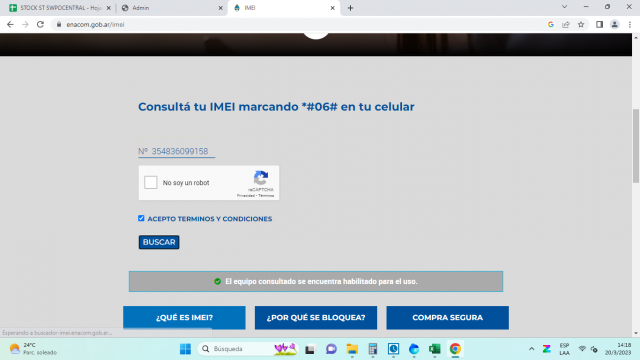 STOCK ST SWPOCENTRAL - Hoja
Admin
IMEI
enacom.gob.ar/imei
Consultá tu IMEI marcando *#06# en tu celular
Nº 354836099158
No soy un robot
reCAPTCHA
Privacidad - Términos
ACEPTO TERMINOS Y CONDICIONES
BUSCAR
El equipo consultado se encuentra habilitado para el uso.
¿QUÉ ES IMEI?
¿POR QUÉ SE BLOQUEA?
COMPRA SEGURA
Esperando a buscador-imei.enacom.gob.ar...
24°C
Parc. soleado
Búsqueda
ESP
LAA
14:18
20/3/2023